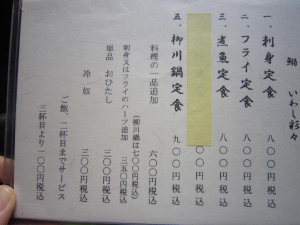 鰯 いわし彩々
一．刺身定食 八〇〇円税込
二．フライ定食 八〇〇円税込
三．煮魚定食 八〇〇円税込
〇〇円税込
五．柳川鍋定食 九〇〇円税込
料理の一品追加 六〇〇円税込
(柳川鍋は七〇〇円税込)
刺身又はフライのハーフ追加 三五〇円税込
単品 おひたし 三〇〇円税込
冷奴 三〇〇円税込
ご飯、二杯目までサービス
三杯目より一〇〇円税込